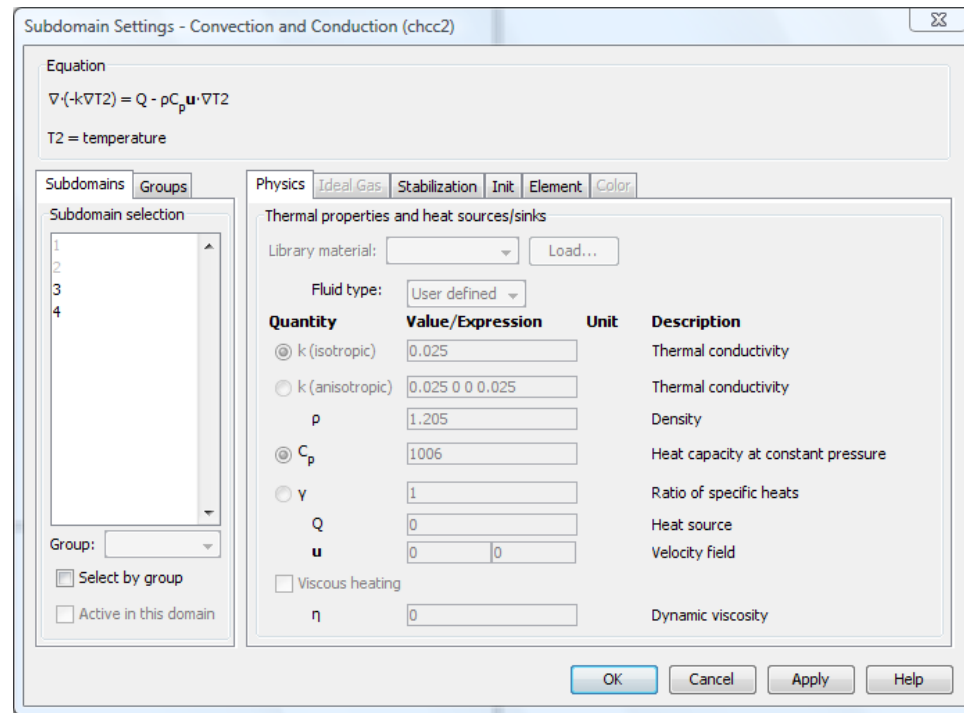 Subdomain Settings - Convection and Conduction (chcc2)
Equation
∇·(-k∇T2) = Q - ρCpu·∇T2
T2 = temperature
Subdomains Groups
Subdomain selection
1
2
3
4
Group:
Select by group
Active in this domain
Physics Ideal Gas Stabilization Init Element Color
Thermal properties and heat sources/sinks
Library material: Load...
Fluid type: User defined
Quantity Value/Expression Unit Description
k (isotropic) 0.025 Thermal conductivity
k (anisotropic) 0.025 0 0 0.025 Thermal conductivity
ρ 1.205 Density
Cp 1006 Heat capacity at constant pressure
γ 1 Ratio of specific heats
Q 0 Heat source
u 0 0 Velocity field
Viscous heating
η 0 Dynamic viscosity
OK Cancel Apply Help